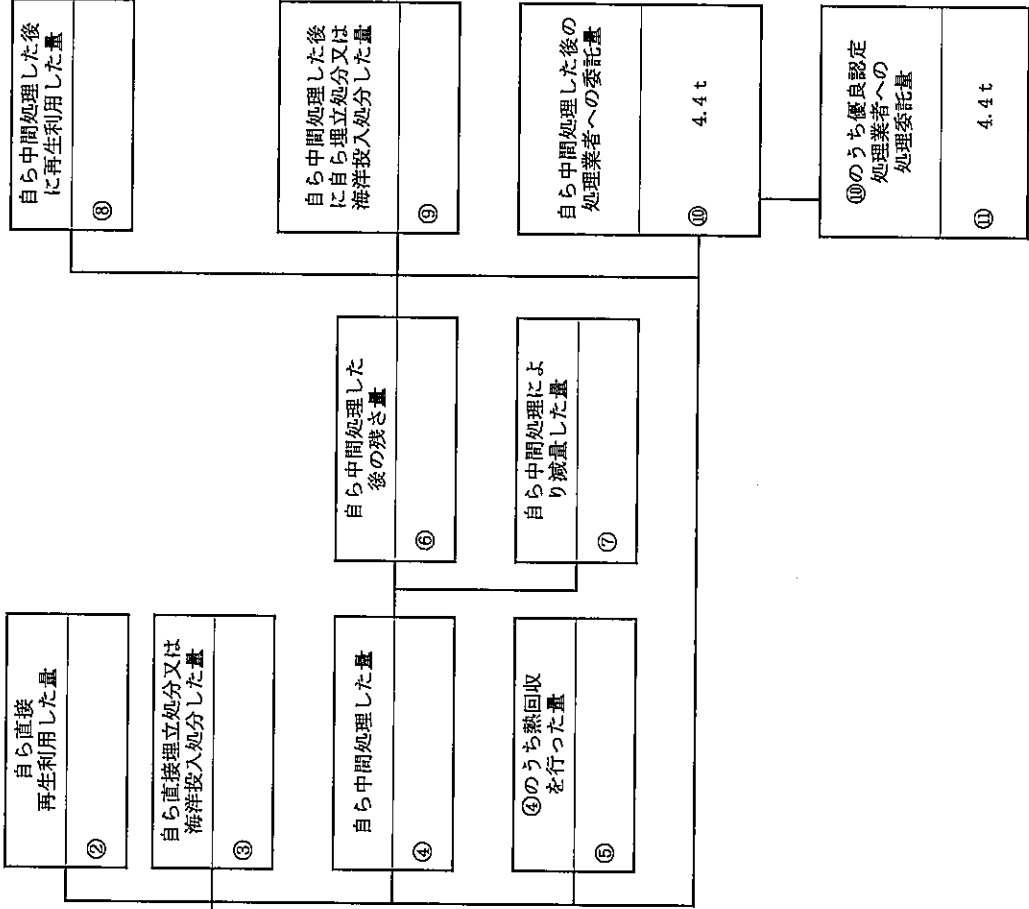 自ら直接
再生利用した量
②
自ら直接埋立処分又は
海洋投入処分した量
③
自ら中間処理した量
④
④のうち熱回収
を行った量
⑤
自ら中間処理した
後の残さ量
⑥
自ら中間処理によ
り減量した量
⑦
自ら中間処理した後
に再生利用した量
⑧
自ら中間処理した後
に自ら埋立処分又は
海洋投入処分した量
⑨
自ら中間処理した後の
処理業者への委託量
⑩ 4.4t
⑩のうち優良認定
処理業者への
処理委託量
⑪ 4.4t